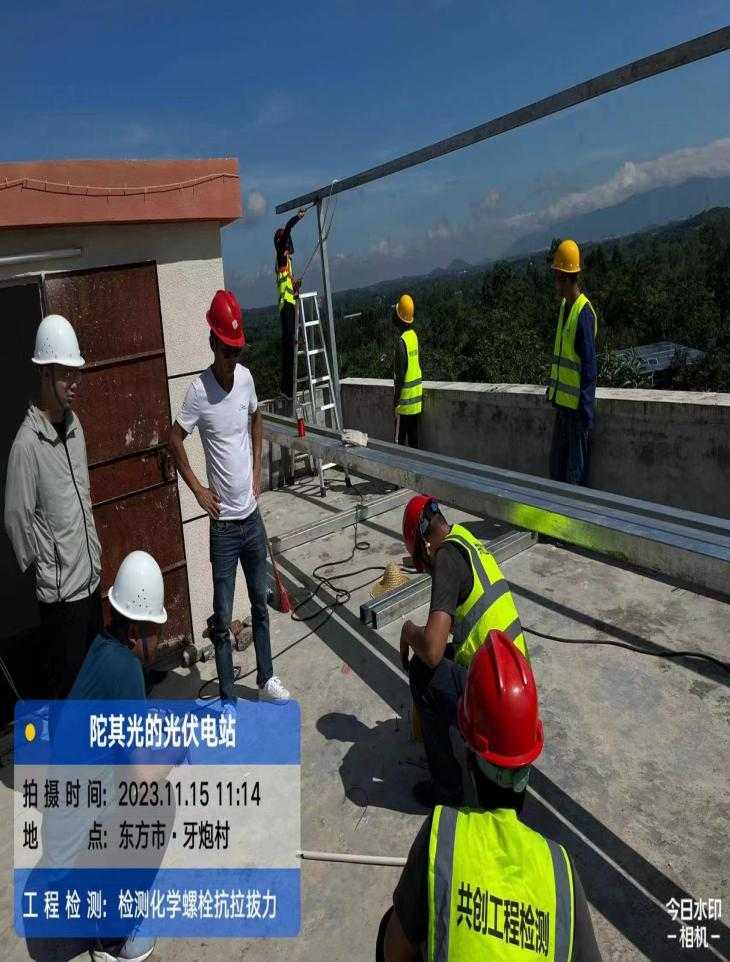 陀其光的光伏电站
拍摄时间: 2023.11.15 11:14
地 点: 东方市·牙炮村
工程检测: 检测化学螺栓抗拉拔力
共创工程检测
今日水印
-相机-